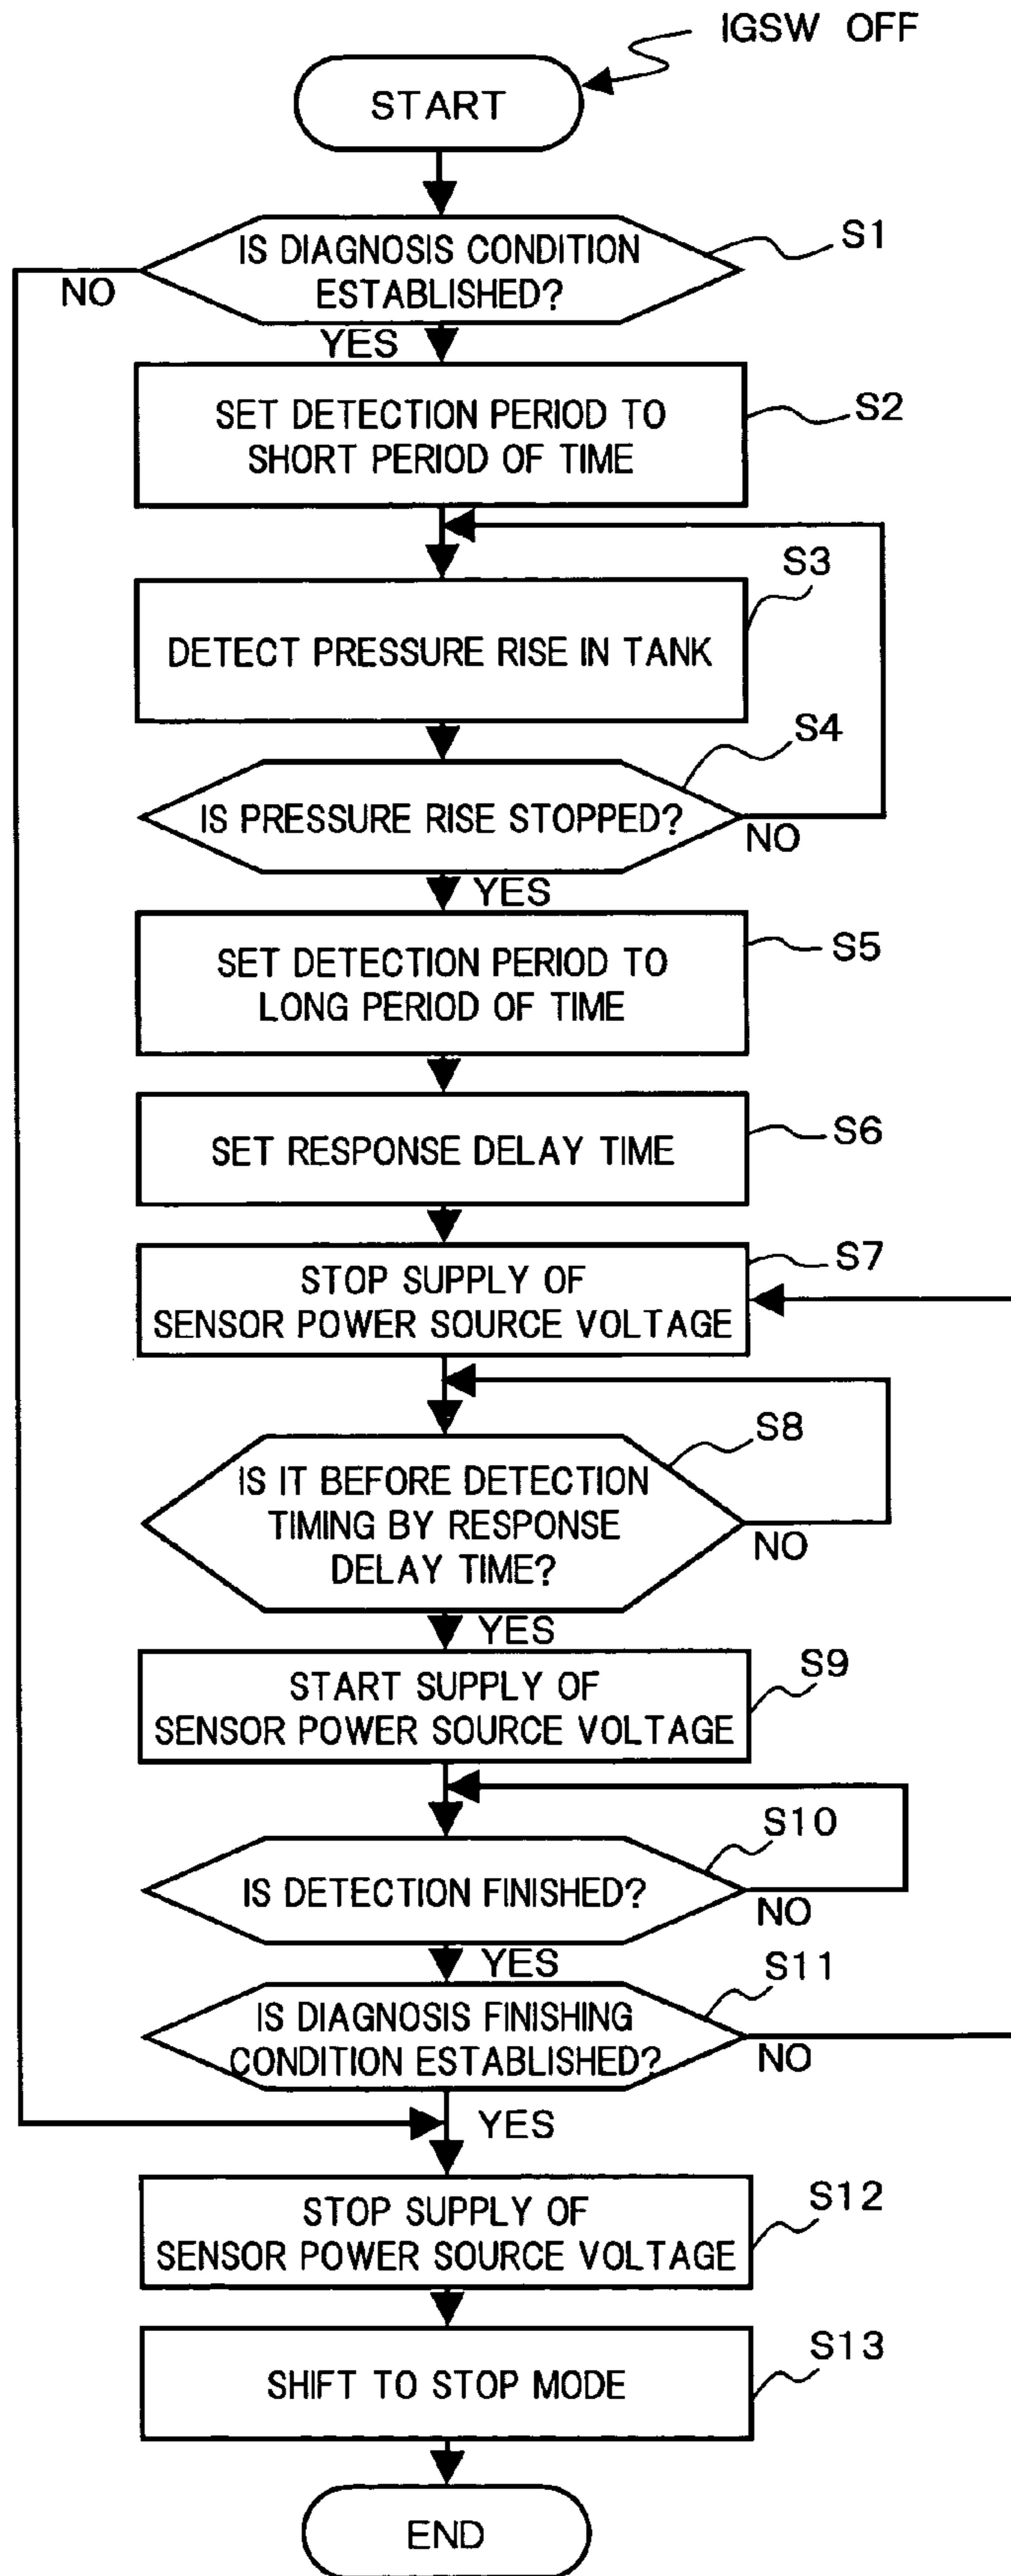 IGSW OFF
START
IS DIAGNOSIS CONDITION
ESTABLISHED?
S1
NO
YES
SET DETECTION PERIOD TO
SHORT PERIOD OF TIME
S2
S3
DETECT PRESSURE RISE IN TANK
S4
IS PRESSURE RISE STOPPED?
NO
YES
SET DETECTION PERIOD TO
LONG PERIOD OF TIME
S5
SET RESPONSE DELAY TIME
S6
STOP SUPPLY OF
SENSOR POWER SOURCE VOLTAGE
S7
S8
IS IT BEFORE DETECTION
TIMING BY RESPONSE
DELAY TIME?
NO
YES
START SUPPLY OF
SENSOR POWER SOURCE VOLTAGE
S9
S10
IS DETECTION FINISHED?
NO
YES
S11
IS DIAGNOSIS FINISHING
CONDITION ESTABLISHED?
NO
YES
STOP SUPPLY OF
SENSOR POWER SOURCE VOLTAGE
S12
SHIFT TO STOP MODE
S13
END